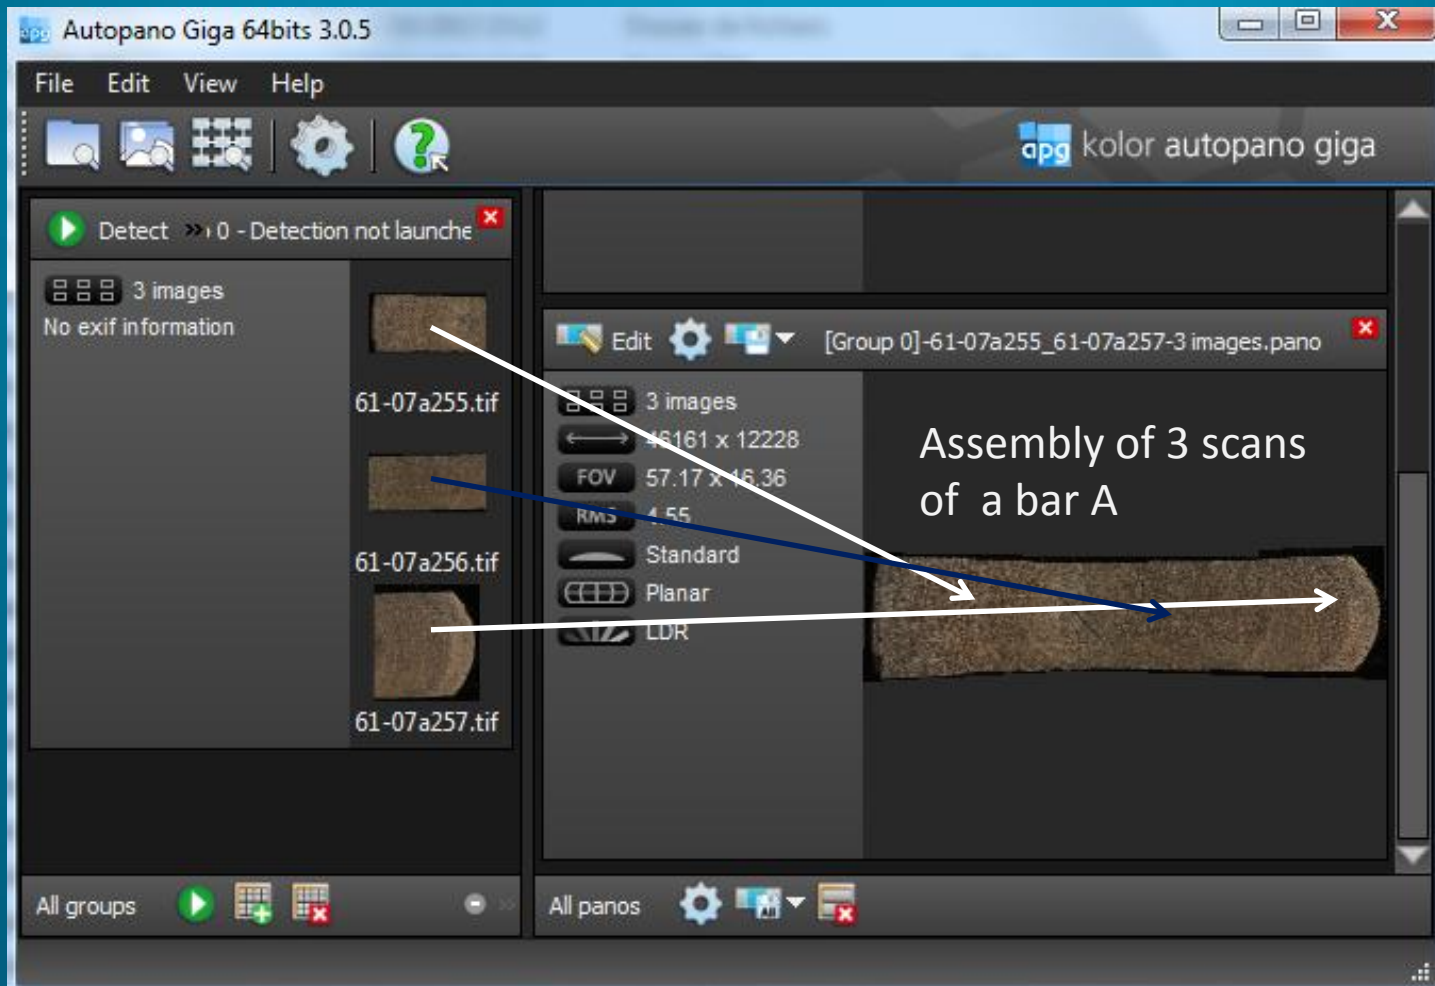 Autopano Giga 64bits 3.0.5
File Edit View Help
apg kolor autopano giga
Detect 0 - Detection not launche
3 images
No exif information
61-07a255.tif
61-07a256.tif
61-07a257.tif
All groups
Edit [Group 0]-61-07a255_61-07a257-3 images.pano
3 images
46161 x 12228
FOV 57.17 x 16.36
RMS 4.55
Standard
Planar
LDR
Assembly of 3 scans
of a bar A
All panos